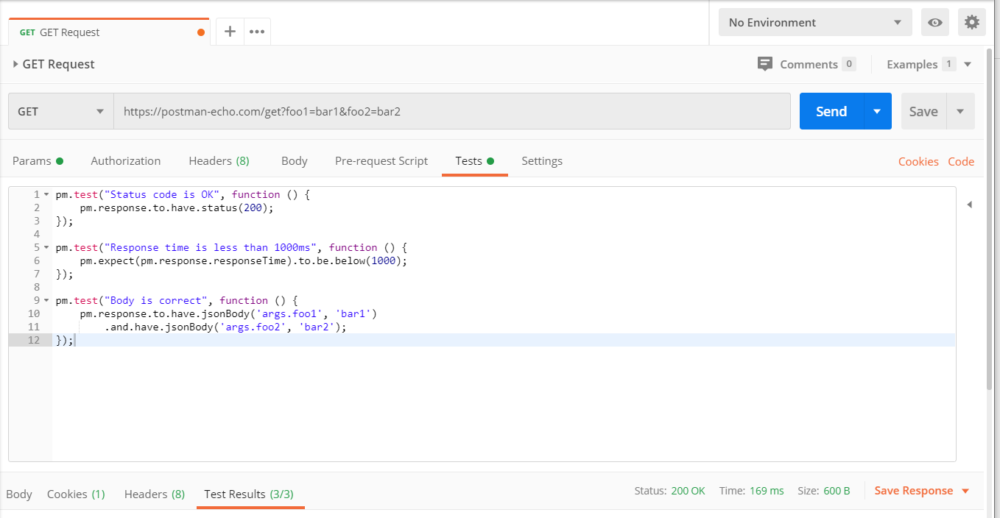 GET GET Request
No Environment
GET Request
Comments 0 Examples 1
GET https://postman-echo.com/get?foo1=bar1&foo2=bar2 Send Save
Params Authorization Headers (8) Body Pre-request Script Tests Settings Cookies Code
1 pm.test("Status code is OK", function () {
2     pm.response.to.have.status(200);
3 });
4
5 pm.test("Response time is less than 1000ms", function () {
6     pm.expect(pm.response.responseTime).to.be.below(1000);
7 });
8
9 pm.test("Body is correct", function () {
10     pm.response.to.have.jsonBody('args.foo1', 'bar1')
11         .and.have.jsonBody('args.foo2', 'bar2');
12 });
Body Cookies (1) Headers (8) Test Results (3/3) Status: 200 OK Time: 169 ms Size: 600 B Save Response